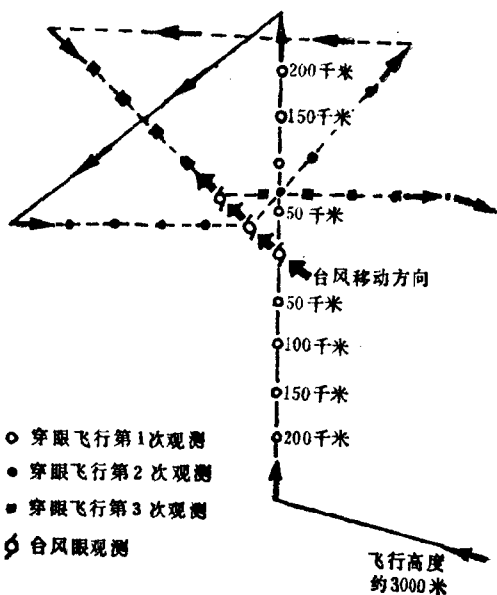 200千米
150千米
50千米
台风移动方向
50千米
100千米
150千米
200千米
穿眼飞行第1次观测
穿眼飞行第2次观测
穿眼飞行第3次观测
台风眼观测
飞行高度
约3000米